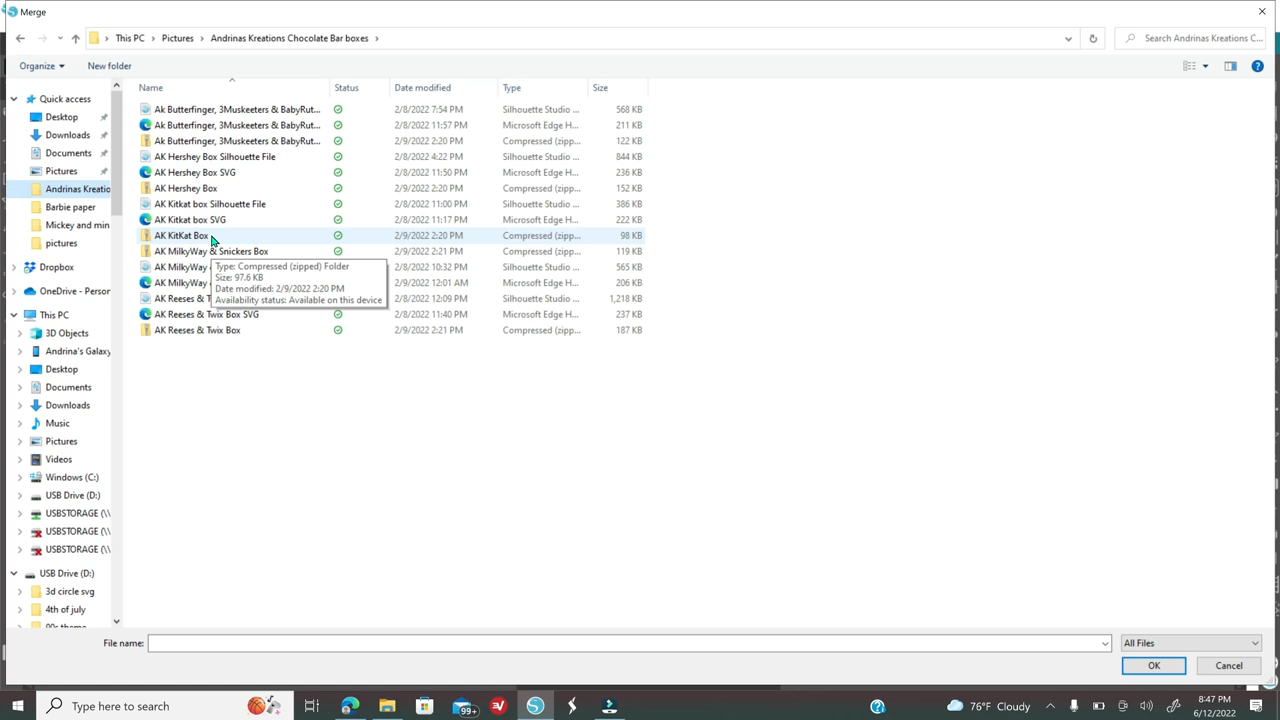 Merge
This PC > Pictures > Andrinas Kreations Chocolate Bar boxes >
Search Andrinas Kreations C...
Organize
New folder
Name Status Date modified Type Size
Ak Butterfinger, 3Muskeeters & BabyRut... 2/8/2022 7:54 PM Silhouette Studio ... 568 KB
Ak Butterfinger, 3Muskeeters & BabyRut... 2/8/2022 11:57 PM Microsoft Edge H... 211 KB
Ak Butterfinger, 3Muskeeters & BabyRut... 2/9/2022 2:20 PM Compressed (zipp... 122 KB
AK Hershey Box Silhouette File 2/8/2022 4:22 PM Silhouette Studio ... 844 KB
AK Hershey Box SVG 2/8/2022 11:50 PM Microsoft Edge H... 236 KB
AK Hershey Box 2/9/2022 2:20 PM Compressed (zipp... 152 KB
AK Kitkat box Silhouette File 2/8/2022 11:00 PM Silhouette Studio ... 386 KB
AK Kitkat box SVG 2/8/2022 11:17 PM Microsoft Edge H... 222 KB
AK KitKat Box 2/9/2022 2:20 PM Compressed (zipp... 98 KB
AK MilkyWay & Snickers Box 2/9/2022 2:21 PM Compressed (zipp... 119 KB
AK MilkyWay 2/8/2022 10:32 PM Silhouette Studio ... 565 KB
AK MilkyWay 2/9/2022 12:01 AM Microsoft Edge H... 206 KB
AK Reeses & T 2/8/2022 12:09 PM Silhouette Studio ... 1,218 KB
AK Reeses & Twix Box SVG 2/8/2022 11:40 PM Microsoft Edge H... 237 KB
AK Reeses & Twix Box 2/9/2022 2:21 PM Compressed (zipp... 187 KB
Type: Compressed (zipped) Folder
Size: 97.6 KB
Date modified: 2/9/2022 2:20 PM
Availability status: Available on this device
Quick access
Desktop
Downloads
Documents
Pictures
Andrinas Kreatio
Barbie paper
Mickey and min
pictures
Dropbox
OneDrive - Person
This PC
3D Objects
Andrina's Galaxy
Desktop
Documents
Downloads
Music
Pictures
Videos
Windows (C:)
USB Drive (D:)
USBSTORAGE (\\
USBSTORAGE (\\
USBSTORAGE (\\
USB Drive (D:)
3d circle svg
4th of july
90s theme
File name:
All Files
OK
Cancel
Type here to search
99+
76°F Cloudy
8:47 PM
6/12/2022